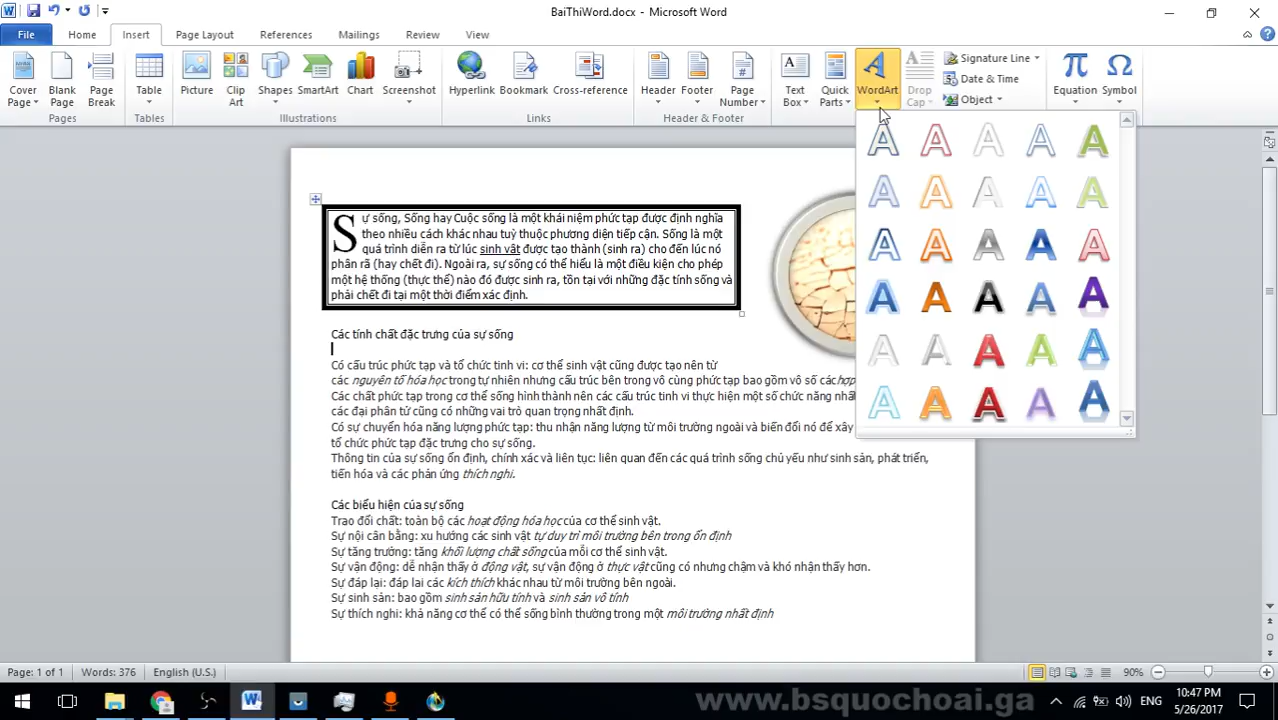 BaiThiWord.docx - Microsoft Word
File Home Insert Page Layout References Mailings Review View
Cover Page Blank Page Page Break Table Picture Clip Art Shapes SmartArt Chart Screenshot Hyperlink Bookmark Cross-reference Header Footer Page Number Text Box Quick Parts WordArt Drop Cap Signature Line Equation Symbol
Date & Time
Object
Pages Tables Illustrations Links Header & Footer
Sự sống, Sống hay Cuộc sống là một khái niệm phức tạp được định nghĩa
theo nhiều cách khác nhau tuỳ thuộc phương diện tiếp cận. Sống là một
quá trình diễn ra từ lúc sinh vật được tạo thành (sinh ra) cho đến lúc nó
phân rã (hay chết đi). Ngoài ra, sự sống có thể hiểu là một điều kiện cho phép
một hệ thống (thực thể) nào đó được sinh ra, tồn tại với những đặc tính sống và
phải chết đi tại một thời điểm xác định.
Các tính chất đặc trưng của sự sống
Có cấu trúc phức tạp và tổ chức tinh vi: cơ thể sinh vật cũng được tạo nên từ
các nguyên tố hóa học trong tự nhiên nhưng cấu trúc bên trong vô cùng phức tạp bao gồm vô số các hợp
Các chất phức tạp trong cơ thể sống hình thành nên các cấu trúc tinh vi thực hiện một số chức năng nhất
các đại phân tử cũng có những vai trò quan trọng nhất định.
Có sự chuyển hóa năng lượng phức tạp: thu nhận năng lượng từ môi trường ngoài và biến đổi nó để xây
tổ chức phức tạp đặc trưng cho sự sống.
Thông tin của sự sống ổn định, chính xác và liên tục: liên quan đến các quá trình sống chủ yếu như sinh sản, phát triển,
tiến hóa và các phản ứng thích nghi.
Các biểu hiện của sự sống
Trao đổi chất: toàn bộ các hoạt động hóa học của cơ thể sinh vật.
Sự nội cân bằng: xu hướng các sinh vật tự duy trì môi trường bên trong ổn định
Sự tăng trưởng: tăng khối lượng chất sống của mỗi cơ thể sinh vật.
Sự vận động: dễ nhận thấy ở động vật, sự vận động ở thực vật cũng có nhưng chậm và khó nhận thấy hơn.
Sự đáp lại: đáp lai các kích thích khác nhau từ môi trường bên ngoài.
Sự sinh sản: bao gồm sinh sản hữu tính và sinh sản vô tính
Sự thích nghi: khả năng cơ thể có thể sống bình thường trong một môi trường nhất định
Page: 1 of 1 Words: 376 English (U.S.) 90%
www.bsquochoai.ga
ENG 10:47 PM
5/26/2017